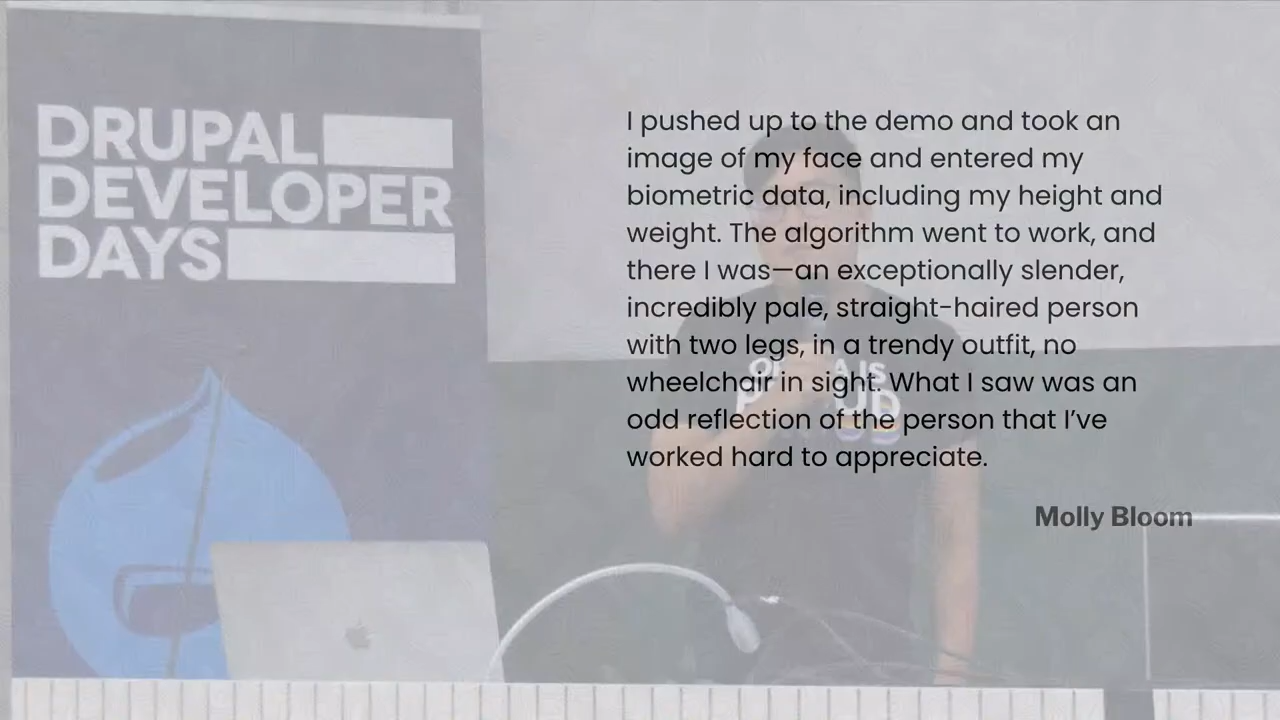 DRUPAL
DEVELOPER
DAYS
I pushed up to the demo and took an
image of my face and entered my
biometric data, including my height and
weight. The algorithm went to work, and
there I was—an exceptionally slender,
incredibly pale, straight-haired person
with two legs, in a trendy outfit, no
wheelchair in sight. What I saw was an
odd reflection of the person that I’ve
worked hard to appreciate.
Molly Bloom